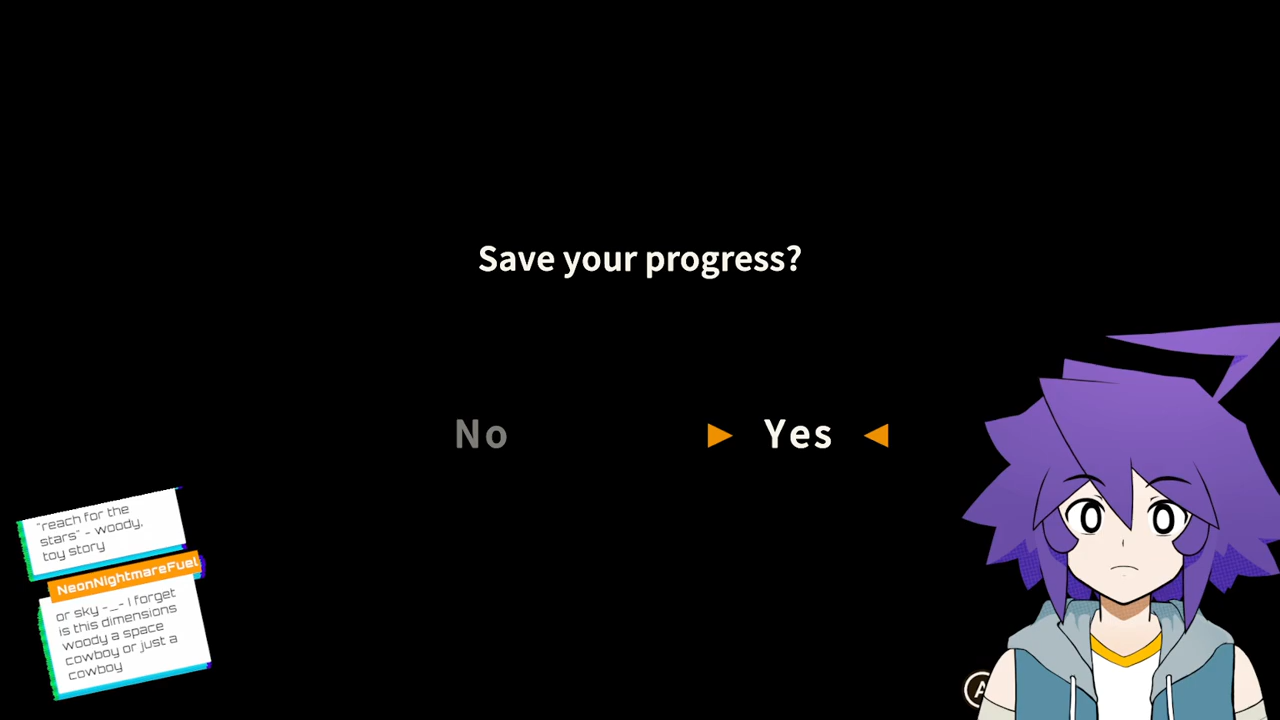 Save your progress?
No
Yes
"reach for the
stars" - woody,
toy story
NeonNightmareFuel
or sky -_- I forget
is this dimensions
woody a space
cowboy or just a
cowboy
A